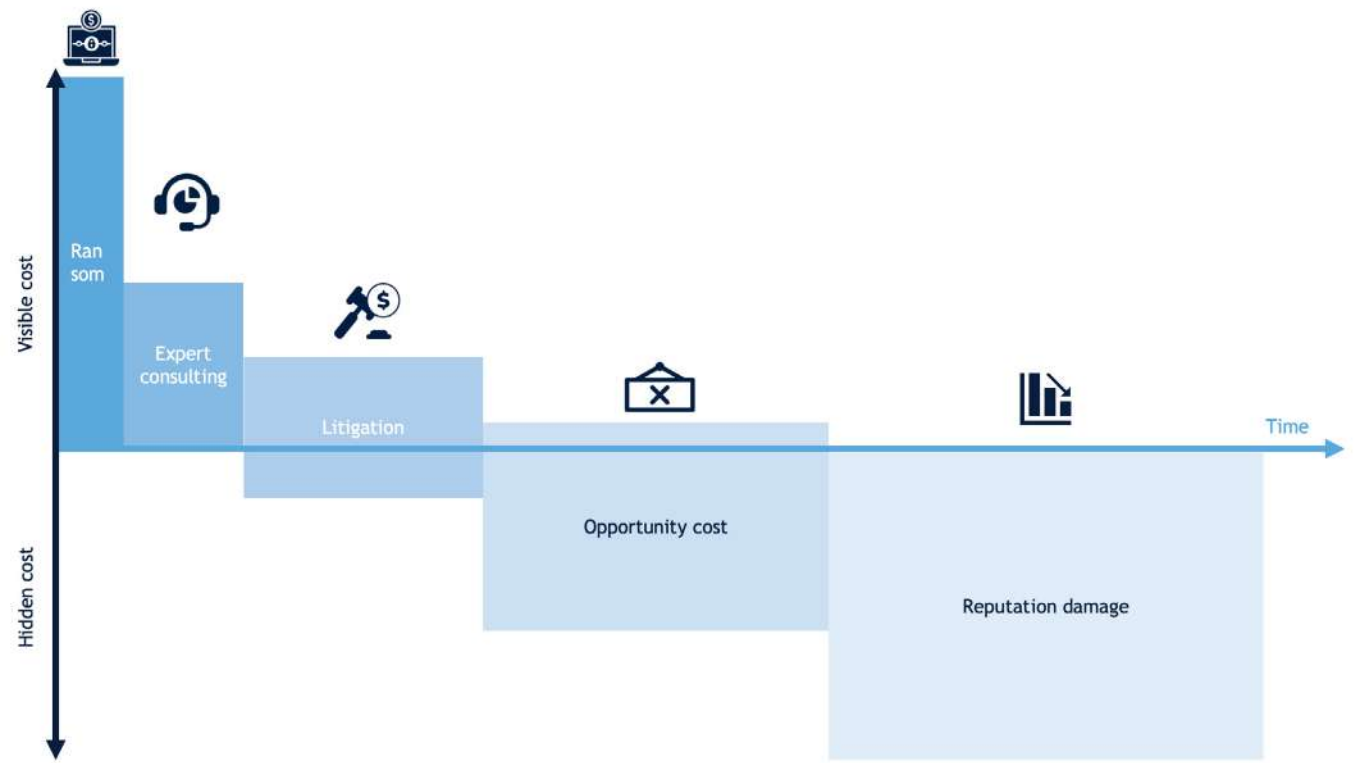 $
Visible cost
Ran
som
Expert
consulting
$
Litigation
Time
Hidden cost
Opportunity cost
Reputation damage